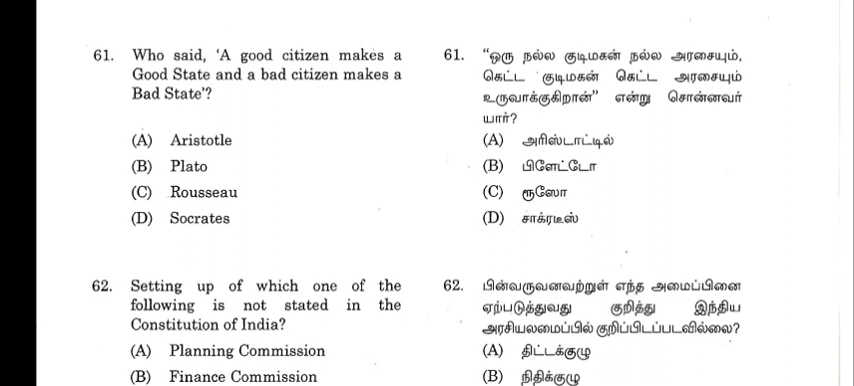 61. Who said, 'A good citizen makes a
Good State and a bad citizen makes a
Bad State'?
(A) Aristotle
(B) Plato
(C) Rousseau
(D) Socrates
62. Setting up of which one of the
following is not stated in the
Constitution of India?
(A) Planning Commission
(B) Finance Commission
61. “ஒரு நல்ல குடிமகன் நல்ல அரசையும்,
கெட்ட குடிமகன் கெட்ட அரசையும்
உருவாக்குகிறான்” என்று சொன்னவர்
யார்?
(A) அரிஸ்டாட்டில்
(B) பிளேட்டோ
(C) ரூஸோ
(D) சாக்ரடீஸ்
62. பின்வருவனவற்றுள் எந்த அமைப்பினை
ஏற்படுத்துவது குறித்து இந்திய
அரசியலமைப்பில் குறிப்பிடப்படவில்லை?
(A) திட்டக்குழு
(B) நிதிக்குழு